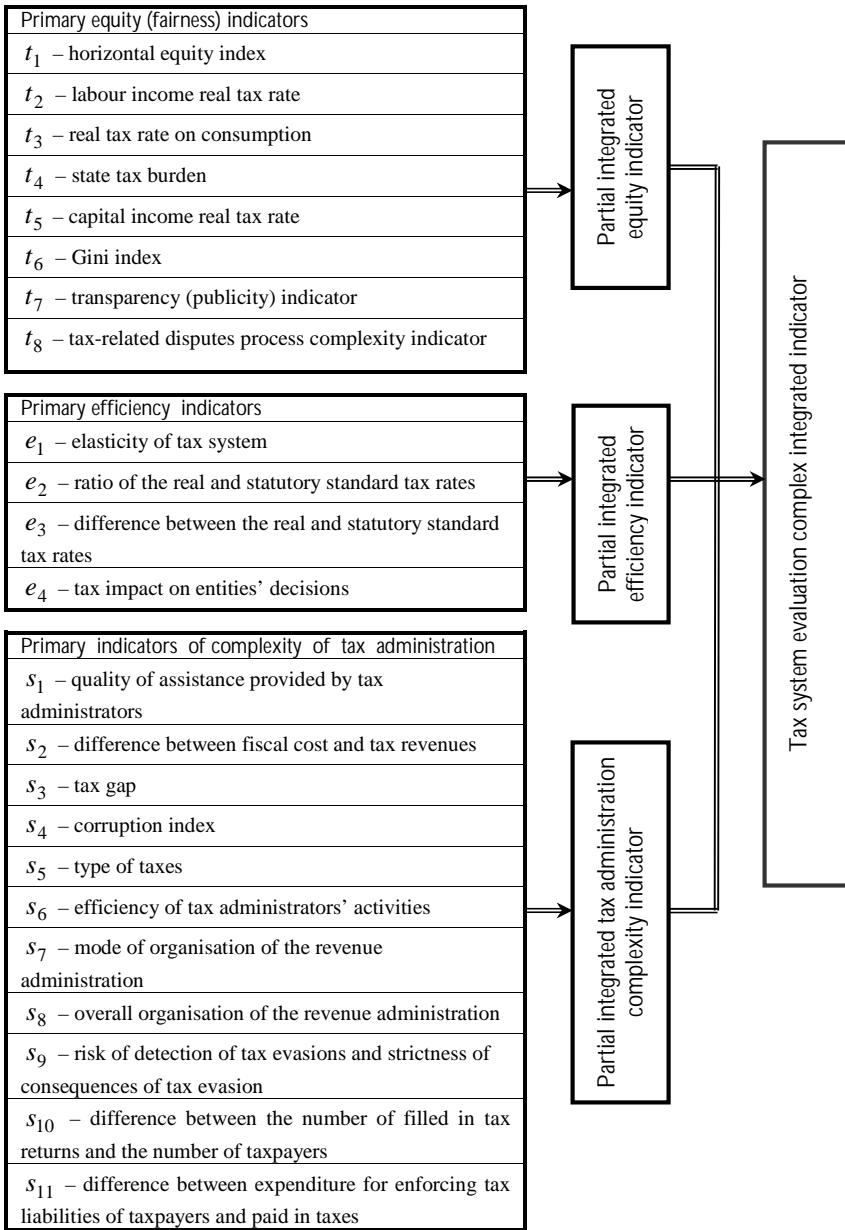 Primary equity (fairness) indicators
t1 – horizontal equity index
t2 – labour income real tax rate
t3 – real tax rate on consumption
t4 – state tax burden
t5 – capital income real tax rate
t6 – Gini index
t7 – transparency (publicity) indicator
t8 – tax-related disputes process complexity indicator
Partial integrated
equity indicator
Primary efficiency indicators
e1 – elasticity of tax system
e2 – ratio of the real and statutory standard tax rates
e3 – difference between the real and statutory standard
tax rates
e4 – tax impact on entities’ decisions
Partial integrated
efficiency indicator
Primary indicators of complexity of tax administration
s1 – quality of assistance provided by tax
administrators
s2 – difference between fiscal cost and tax revenues
s3 – tax gap
s4 – corruption index
s5 – type of taxes
s6 – efficiency of tax administrators’ activities
s7 – mode of organisation of the revenue
administration
s8 – overall organisation of the revenue administration
s9 – risk of detection of tax evasions and strictness of
consequences of tax evasion
s10 – difference between the number of filled in tax
returns and the number of taxpayers
s11 – difference between expenditure for enforcing tax
liabilities of taxpayers and paid in taxes
Partial integrated tax administration
complexity indicator
Tax system evaluation complex integrated indicator